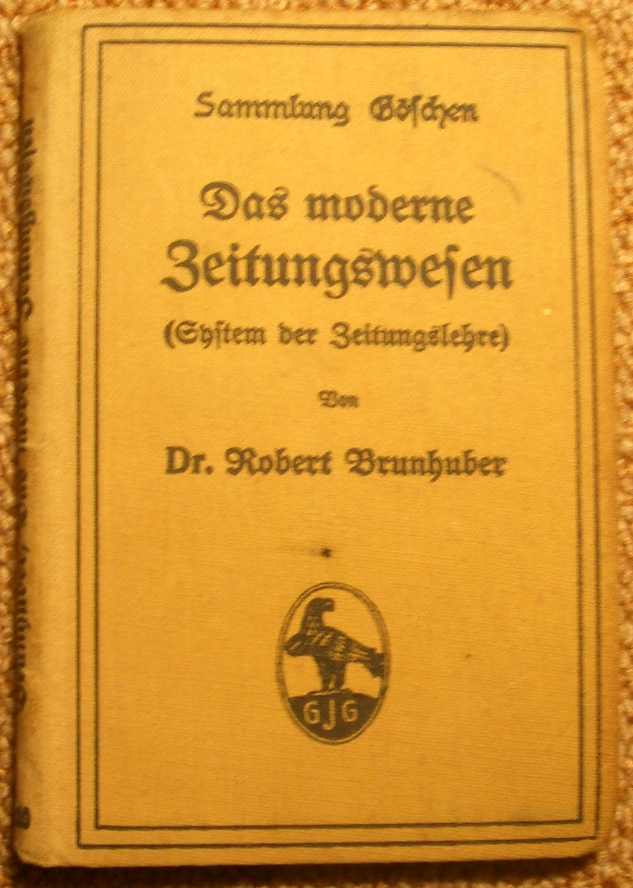 Sammlung Göschen
Das moderne
Zeitungswesen
(System der Zeitungslehre)
Von
Dr. Robert Brunhuber
GJG